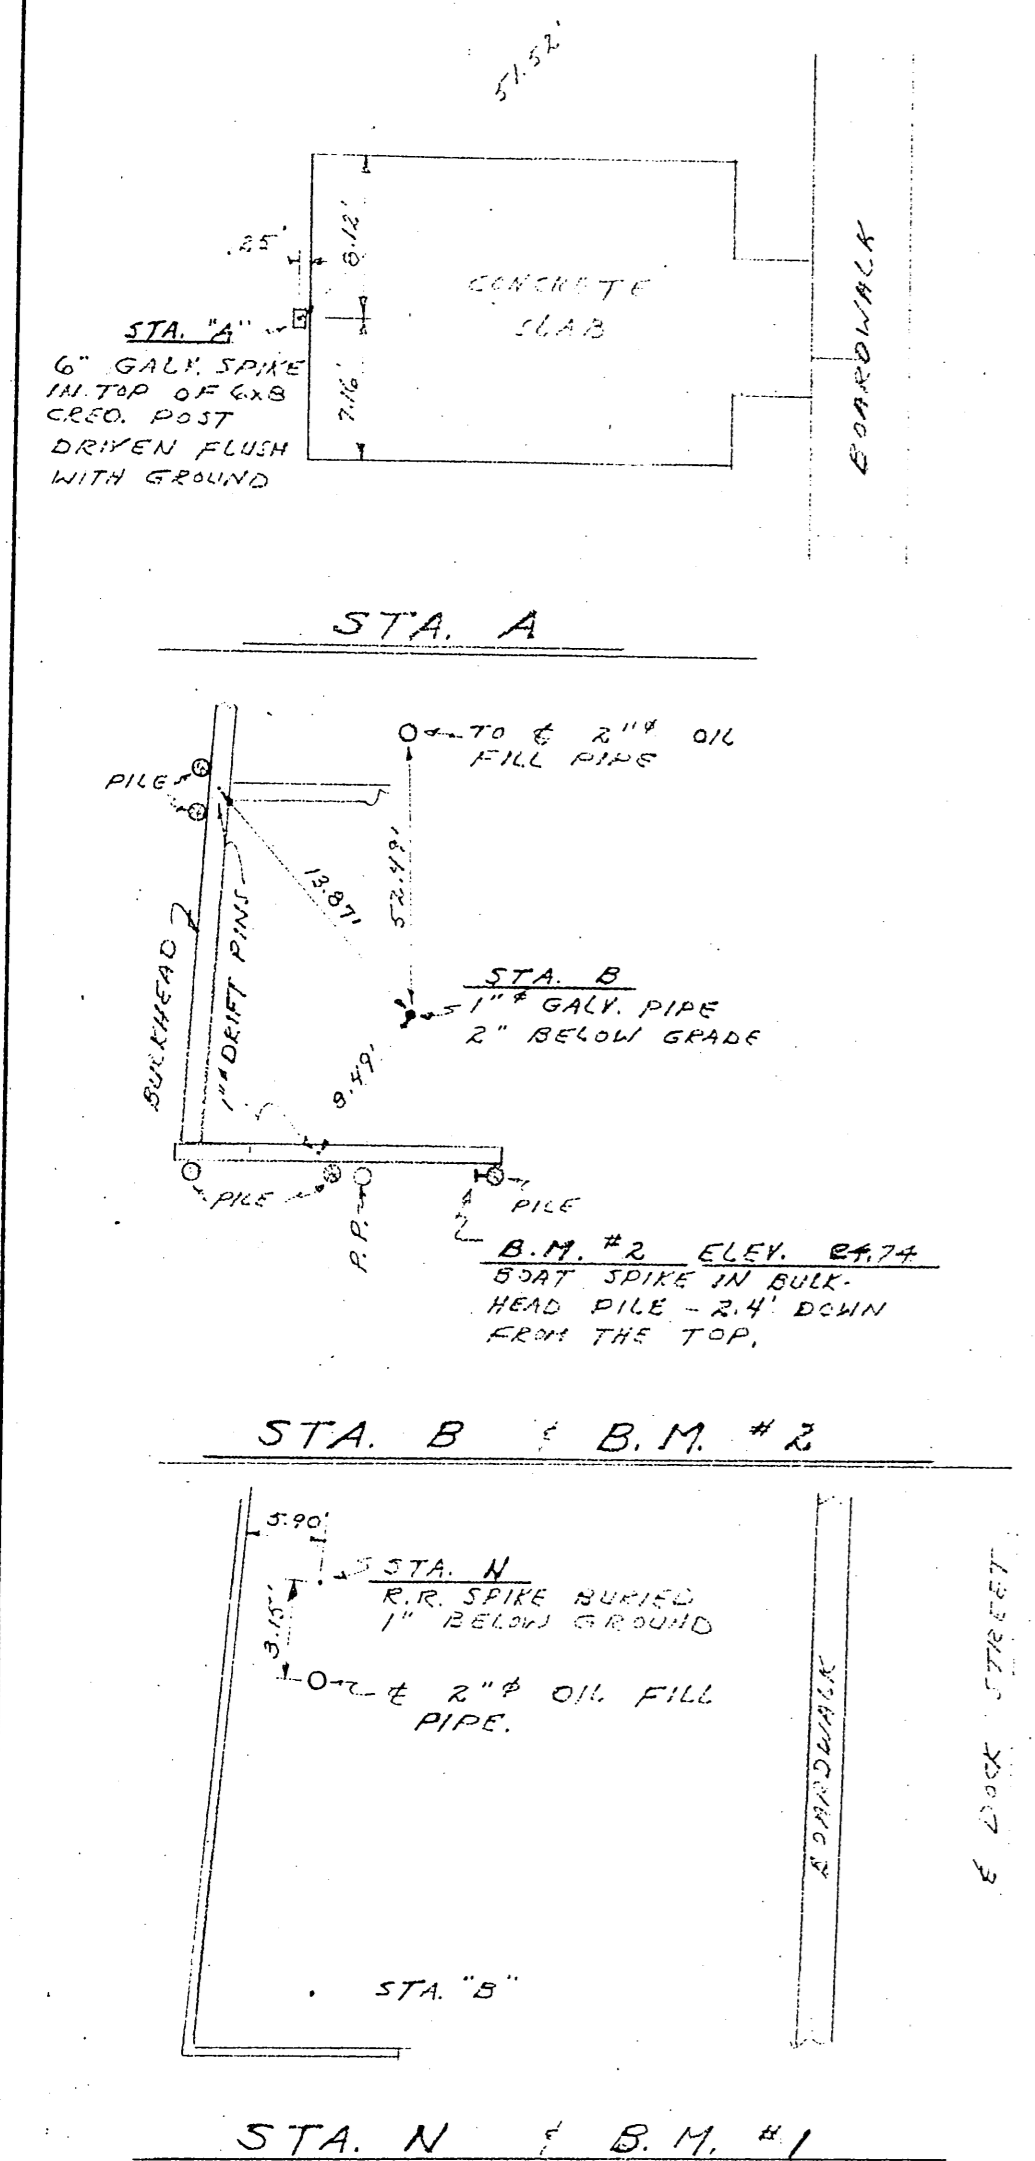 51.52'
.25'
8.12'
CONCRETE
SLAB
BOARDWALK
STA. "A"
6" GALV. SPIKE
IN TOP OF 6x8
CREO. POST
DRIVEN FLUSH
WITH GROUND
7.16'
STA. A
TO ℄ 2"φ OIL
FILL PIPE
PILE
52.49'
13.87'
BULKHEAD
1"φ DRIFT PINS
STA. B
1"φ GALV. PIPE
2" BELOW GRADE
PILE
P.P.
PILE
B.M. #2 ELEV.
BOAT SPIKE IN BULK-
HEAD PILE - 2.4' DOWN
FROM THE TOP.
STA. B & B.M. #2
5.90'
STA. N
R.R. SPIKE BURIED
1" BELOW GROUND
3.15'
℄ 2"φ OIL FILL
PIPE.
BOARDWALK
℄ DOCK STREET
STA. "B"
STA. N & B.M. #1